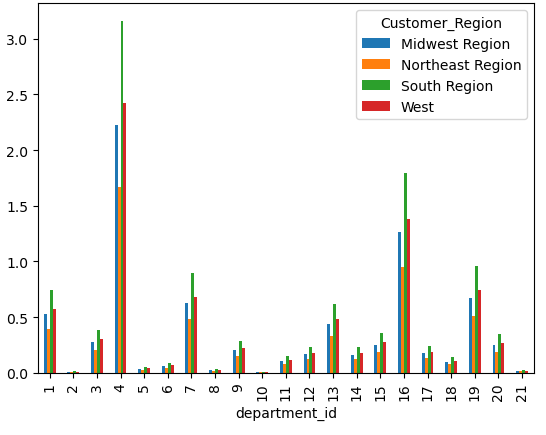 Customer_Region
Midwest Region
Northeast Region
South Region
West
3.0
2.5
2.0
1.5
1.0
0.5
0.0
1 2 3 4 5 6 7 8 9 10 11 12 13 14 15 16 17 18 19 20 21
department_id